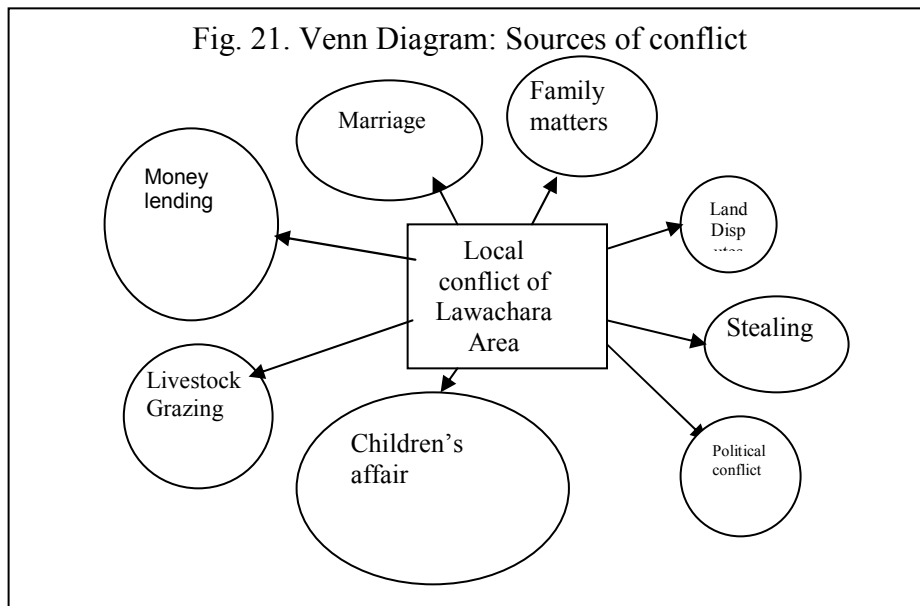 Fig. 21. Venn Diagram: Sources of conflict
Marriage
Family
matters
Money
lending
Land
Disp
Local
conflict of
Lawachara
Area
Stealing
Livestock
Grazing
Children’s
affair
Political
conflict